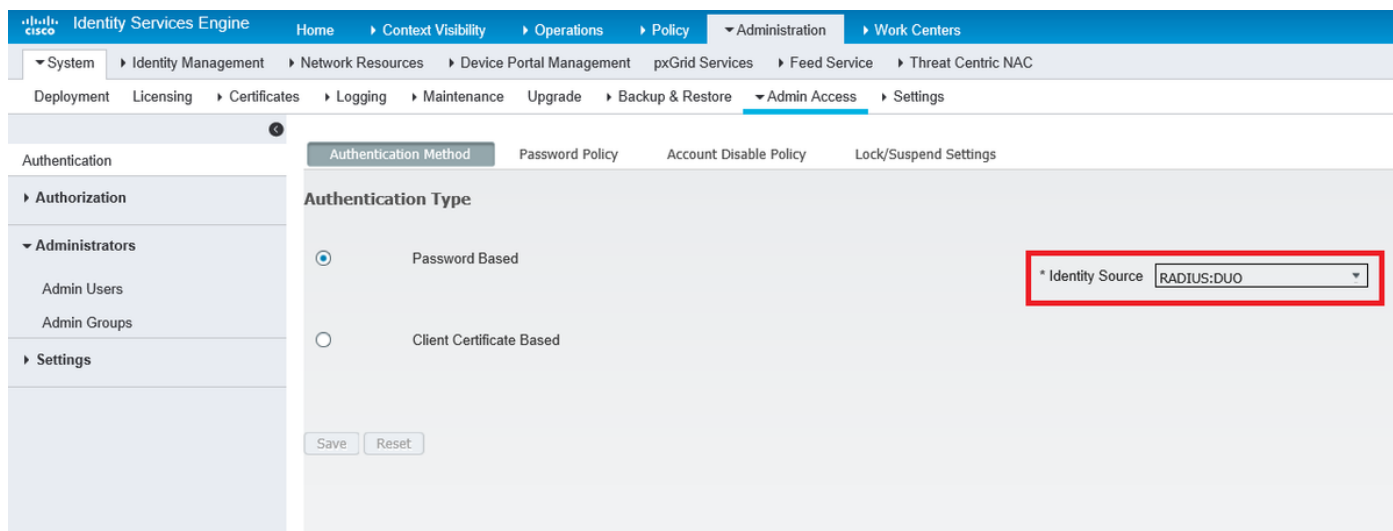 cisco Identity Services Engine Home Context Visibility Operations Policy Administration Work Centers
System Identity Management Network Resources Device Portal Management pxGrid Services Feed Service Threat Centric NAC
Deployment Licensing Certificates Logging Maintenance Upgrade Backup & Restore Admin Access Settings
Authentication
Authorization
Administrators
Admin Users
Admin Groups
Settings
Authentication Method Password Policy Account Disable Policy Lock/Suspend Settings
Authentication Type
Password Based
* Identity Source RADIUS:DUO
Client Certificate Based
Save Reset